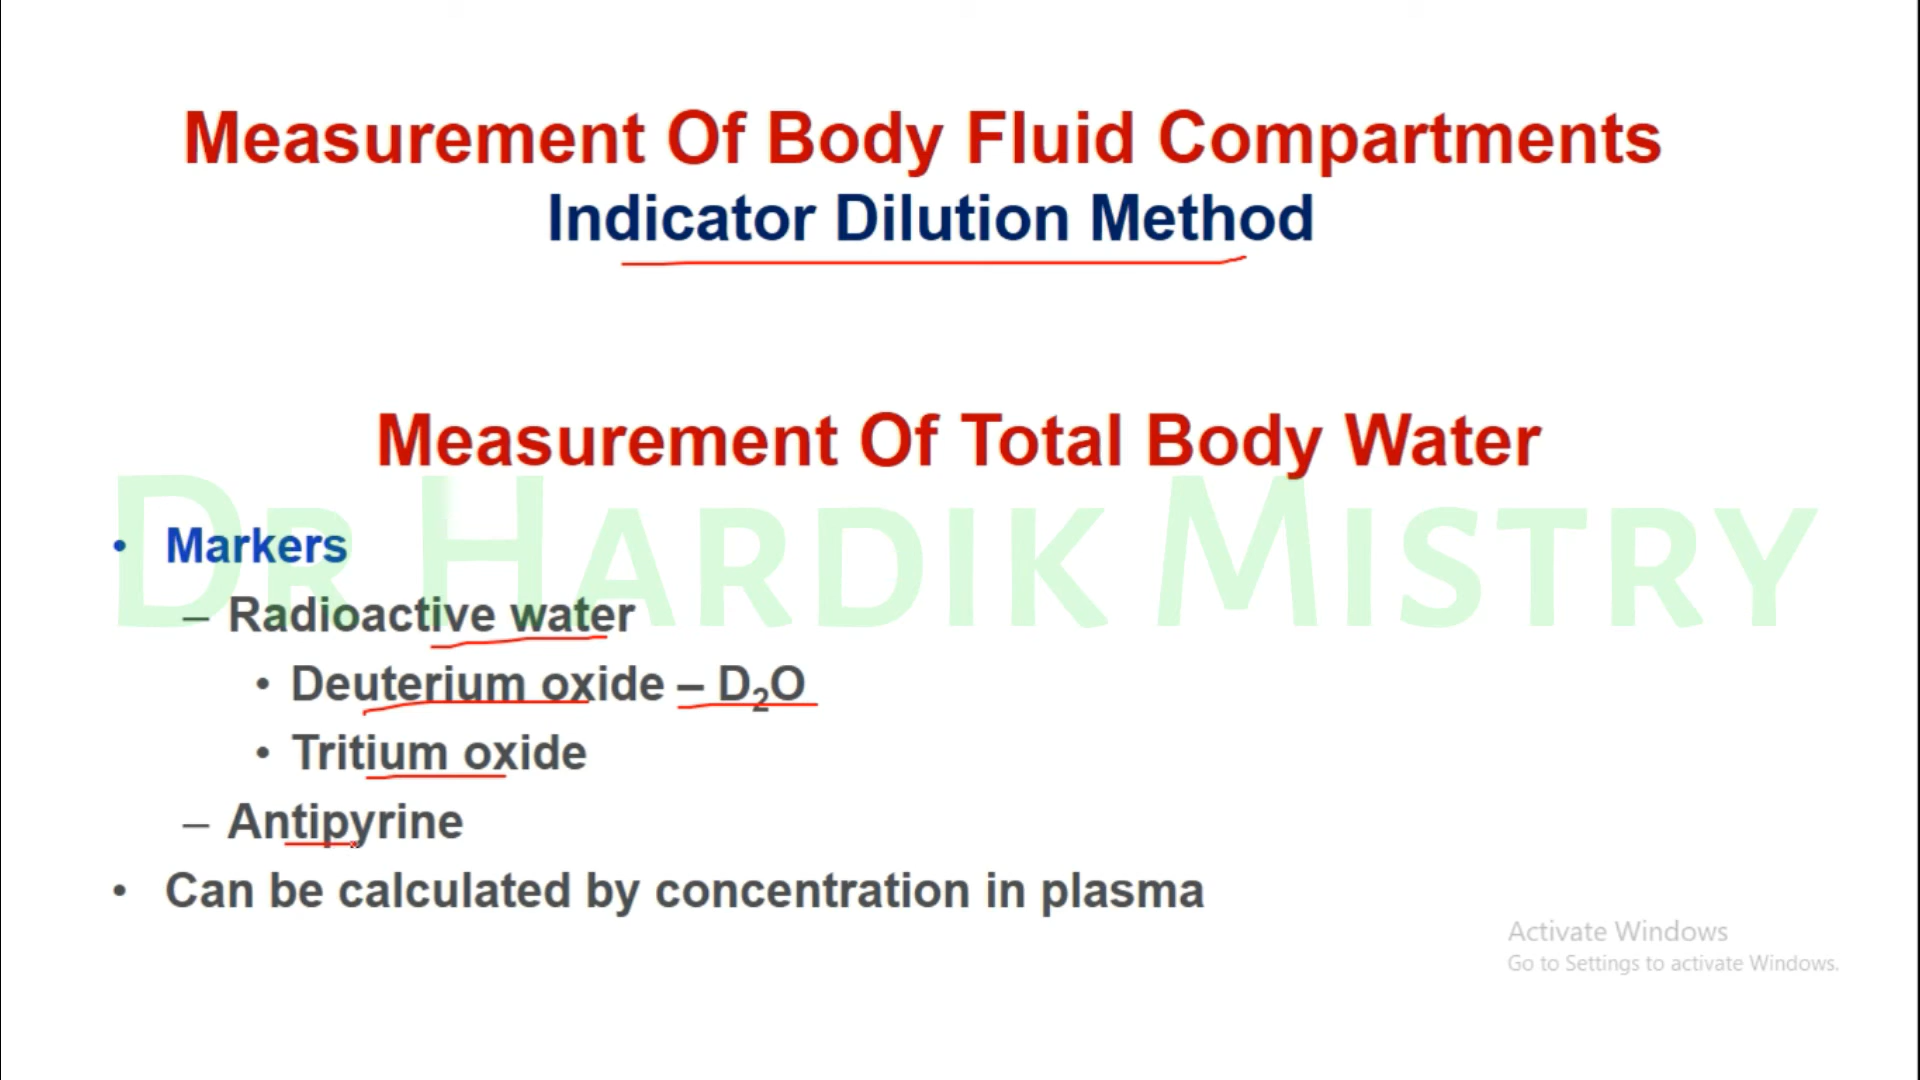 Measurement Of Body Fluid Compartments
Indicator Dilution Method
Measurement Of Total Body Water
DR HARDIK MISTRY
• Markers
– Radioactive water
• Deuterium oxide – D₂O
• Tritium oxide
– Antipyrine
• Can be calculated by concentration in plasma
Activate Windows
Go to Settings to activate Windows.